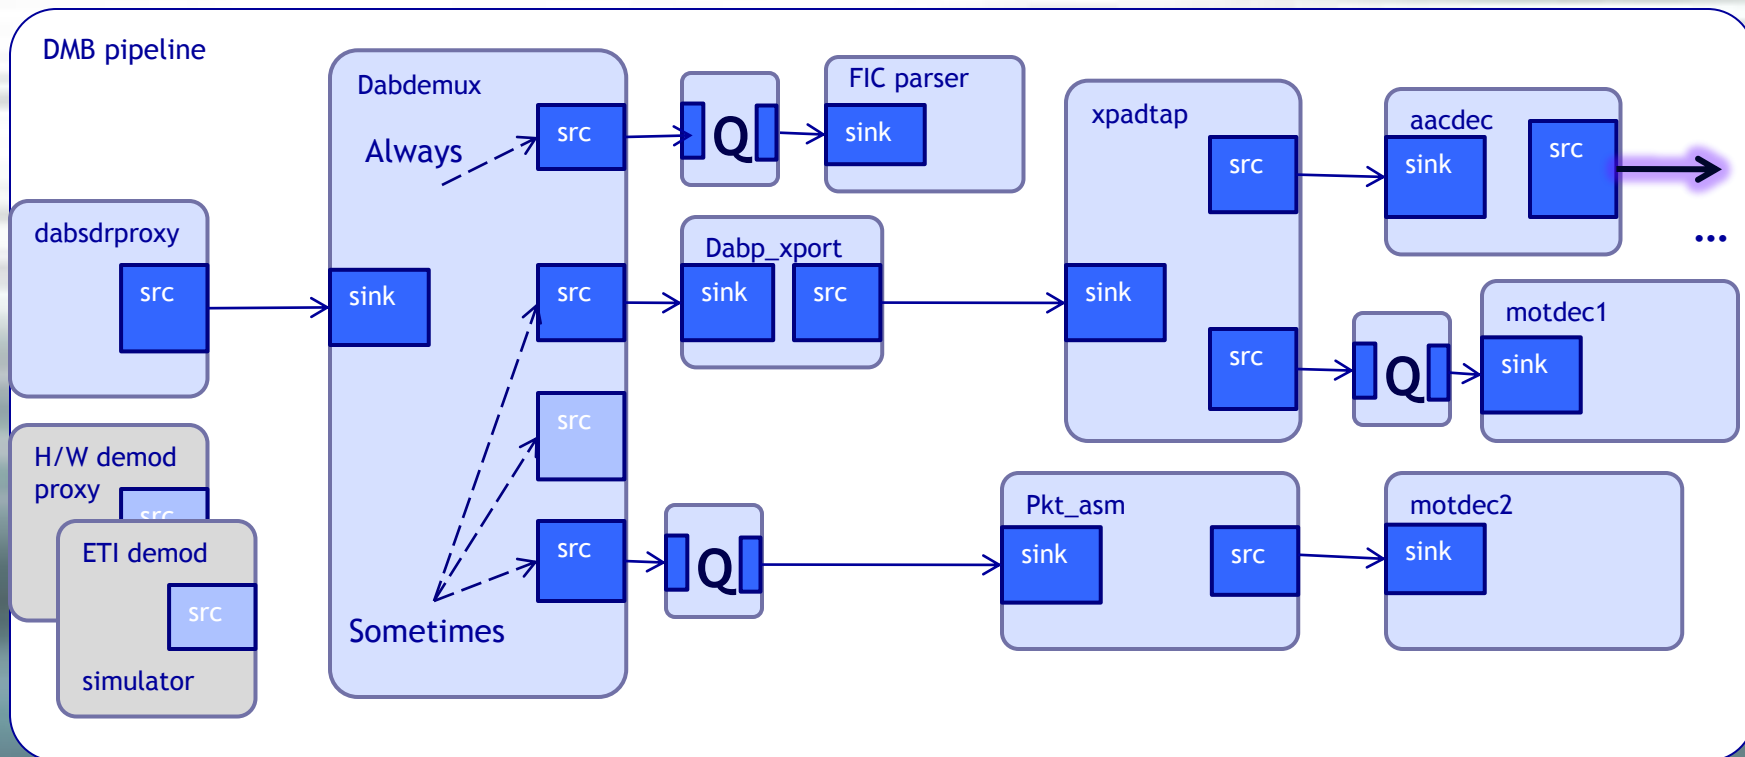 DMB pipeline
dabsdrproxy
src
H/W demod
proxy
src
ETI demod
src
simulator
Dabdemux
Always
src
sink
src
src
src
Sometimes
Q
FIC parser
sink
Dabp_xport
sink
src
Q
xpadtap
src
sink
src
aacdec
sink
src
...
Q
motdec1
sink
Pkt_asm
sink
src
motdec2
sink